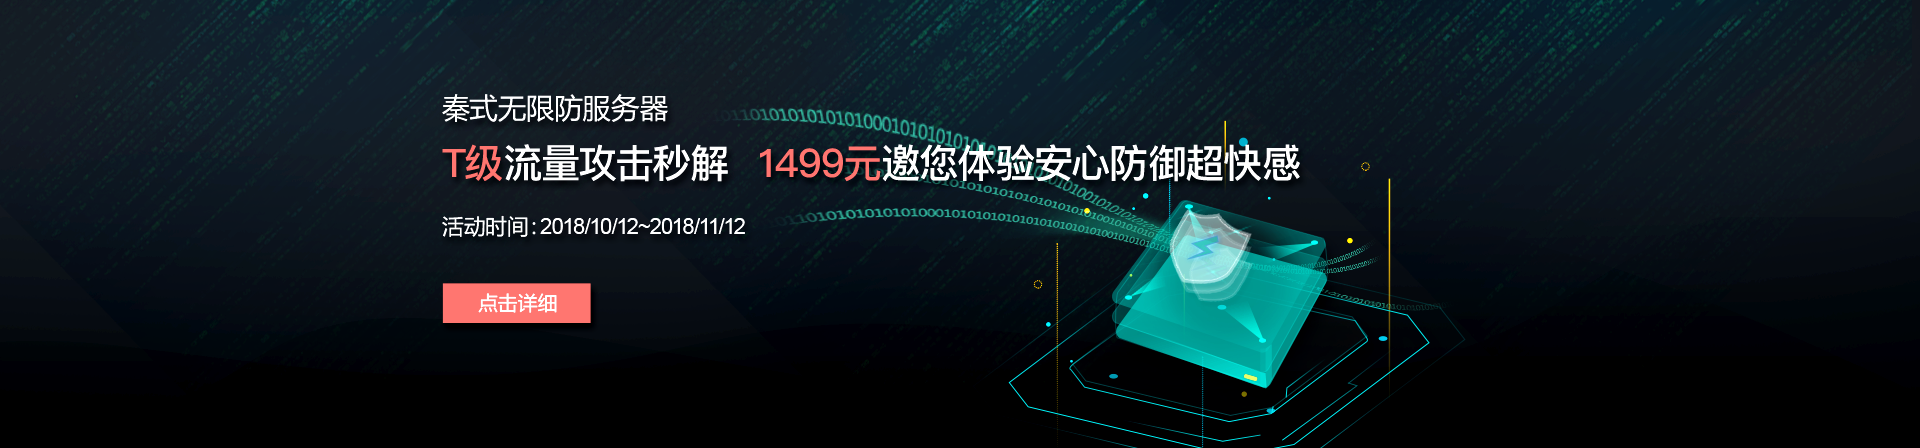 秦式无限防服务器
T级流量攻击秒解 1499元邀您体验安心防御超快感
活动时间:2018/10/12~2018/11/12
点击详细